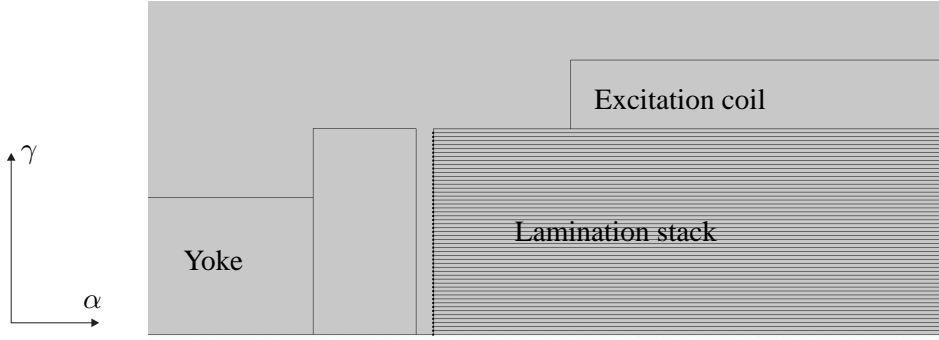 Excitation coil
γ
Lamination stack
Yoke
α